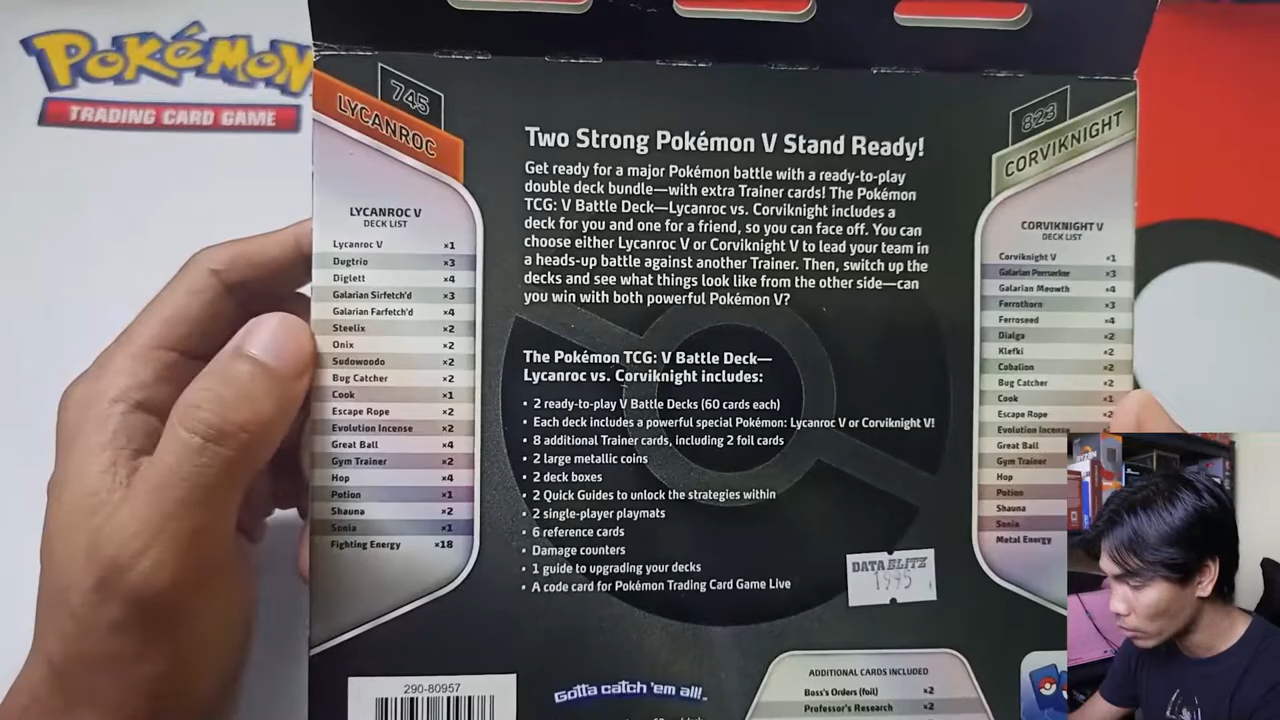 POKÉMON
TRADING CARD GAME
745
LYCANROC
LYCANROC V
DECK LIST
Lycanroc V ×1
Dugtrio ×3
Diglett ×4
Galarian Sirfetch'd ×3
Galarian Farfetch'd ×4
Steelix ×2
Onix ×2
Sudowoodo ×2
Bug Catcher ×2
Cook ×1
Escape Rope ×2
Evolution Incense ×2
Great Ball ×4
Gym Trainer ×2
Hop ×4
Potion ×1
Shauna ×2
Sonia ×1
Fighting Energy ×18
Two Strong Pokémon V Stand Ready!
Get ready for a major Pokémon battle with a ready-to-play
double deck bundle—with extra Trainer cards! The Pokémon
TCG: V Battle Deck—Lycanroc vs. Corviknight includes a
deck for you and one for a friend, so you can face off. You can
choose either Lycanroc V or Corviknight V to lead your team in
a heads-up battle against another Trainer. Then, switch up the
decks and see what things look like from the other side—can
you win with both powerful Pokémon V?
The Pokémon TCG: V Battle Deck—
Lycanroc vs. Corviknight includes:
• 2 ready-to-play V Battle Decks (60 cards each)
• Each deck includes a powerful special Pokémon: Lycanroc V or Corviknight V!
• 8 additional Trainer cards, including 2 foil cards
• 2 large metallic coins
• 2 deck boxes
• 2 Quick Guides to unlock the strategies within
• 2 single-player playmats
• 6 reference cards
• Damage counters
• 1 guide to upgrading your decks
• A code card for Pokémon Trading Card Game Live
DATA BLITZ
1995
823
CORVIKNIGHT
CORVIKNIGHT V
DECK LIST
Corviknight V ×1
Galarian Perrserker ×3
Galarian Meowth ×4
Ferrothorn ×3
Ferroseed ×4
Dialga ×2
Klefki ×2
Cobalion ×2
Bug Catcher ×2
Cook ×1
Escape Rope ×2
Evolution Incense
Great Ball
Gym Trainer
Hop
Potion
Shauna
Sonia
Metal Energy
RYZEN
290-80957
Gotta catch 'em all!
ADDITIONAL CARDS INCLUDED
Boss's Orders (foil) ×2
Professor's Research ×2